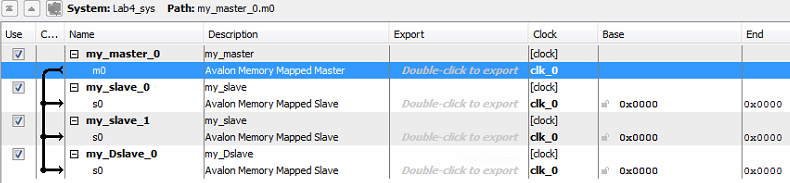 System: Lab4_sys Path: my_master_0.m0
Use C... Name Description Export Clock Base End
my_master_0 my_master [clock]
m0 Avalon Memory Mapped Master Double-click to export clk_0
my_slave_0 my_slave [clock]
s0 Avalon Memory Mapped Slave Double-click to export clk_0 0x0000 0x0000
my_slave_1 my_slave [clock]
s0 Avalon Memory Mapped Slave Double-click to export clk_0 0x0000 0x0000
my_Dslave_0 my_Dslave [clock]
s0 Avalon Memory Mapped Slave Double-click to export clk_0 0x0000 0x0000